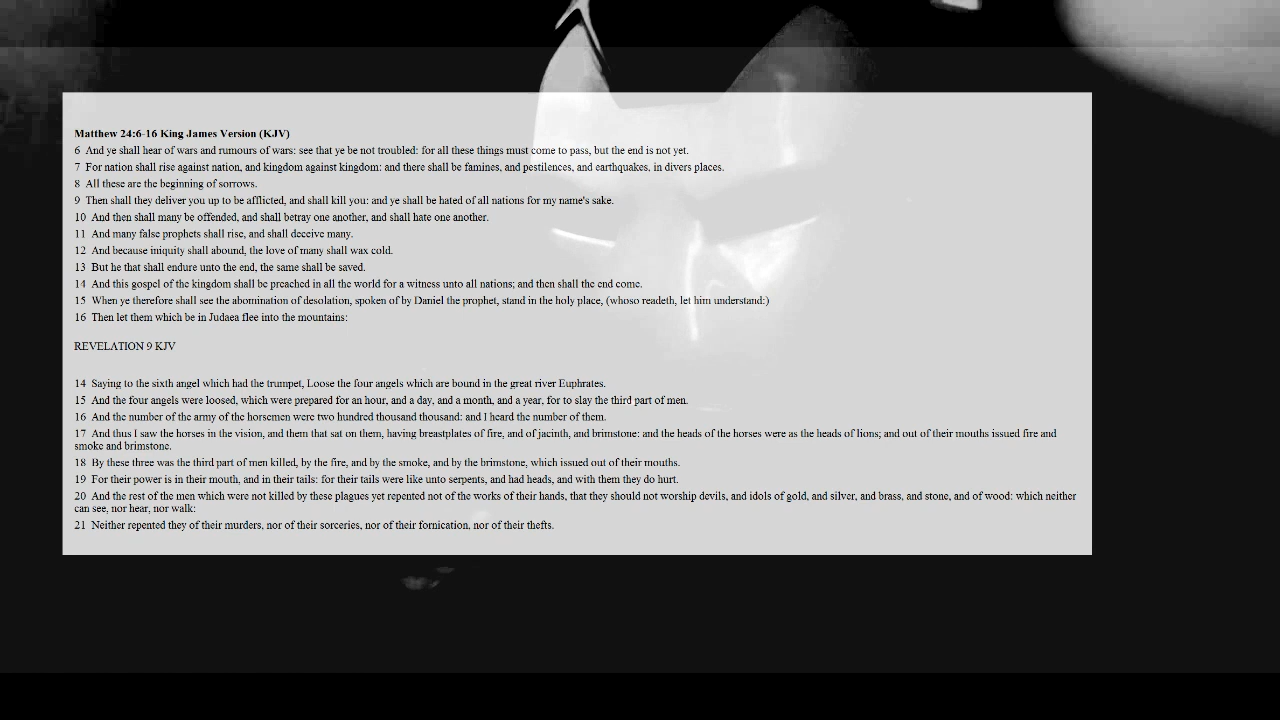 Matthew 24:6-16 King James Version (KJV)
6 And ye shall hear of wars and rumours of wars: see that ye be not troubled: for all these things must come to pass, but the end is not yet.
7 For nation shall rise against nation, and kingdom against kingdom: and there shall be famines, and pestilences, and earthquakes, in divers places.
8 All these are the beginning of sorrows.
9 Then shall they deliver you up to be afflicted, and shall kill you: and ye shall be hated of all nations for my name's sake.
10 And then shall many be offended, and shall betray one another, and shall hate one another.
11 And many false prophets shall rise, and shall deceive many.
12 And because iniquity shall abound, the love of many shall wax cold.
13 But he that shall endure unto the end, the same shall be saved.
14 And this gospel of the kingdom shall be preached in all the world for a witness unto all nations; and then shall the end come.
15 When ye therefore shall see the abomination of desolation, spoken of by Daniel the prophet, stand in the holy place, (whoso readeth, let him understand:)
16 Then let them which be in Judaea flee into the mountains:
REVELATION 9 KJV
14 Saying to the sixth angel which had the trumpet, Loose the four angels which are bound in the great river Euphrates.
15 And the four angels were loosed, which were prepared for an hour, and a day, and a month, and a year, for to slay the third part of men.
16 And the number of the army of the horsemen were two hundred thousand thousand: and I heard the number of them.
17 And thus I saw the horses in the vision, and them that sat on them, having breastplates of fire, and of jacinth, and brimstone: and the heads of the horses were as the heads of lions; and out of their mouths issued fire and
smoke and brimstone.
18 By these three was the third part of men killed, by the fire, and by the smoke, and by the brimstone, which issued out of their mouths.
19 For their power is in their mouth, and in their tails: for their tails were like unto serpents, and had heads, and with them they do hurt.
20 And the rest of the men which were not killed by these plagues yet repented not of the works of their hands, that they should not worship devils, and idols of gold, and silver, and brass, and stone, and of wood: which neither
can see, nor hear, nor walk:
21 Neither repented they of their murders, nor of their sorceries, nor of their fornication, nor of their thefts.